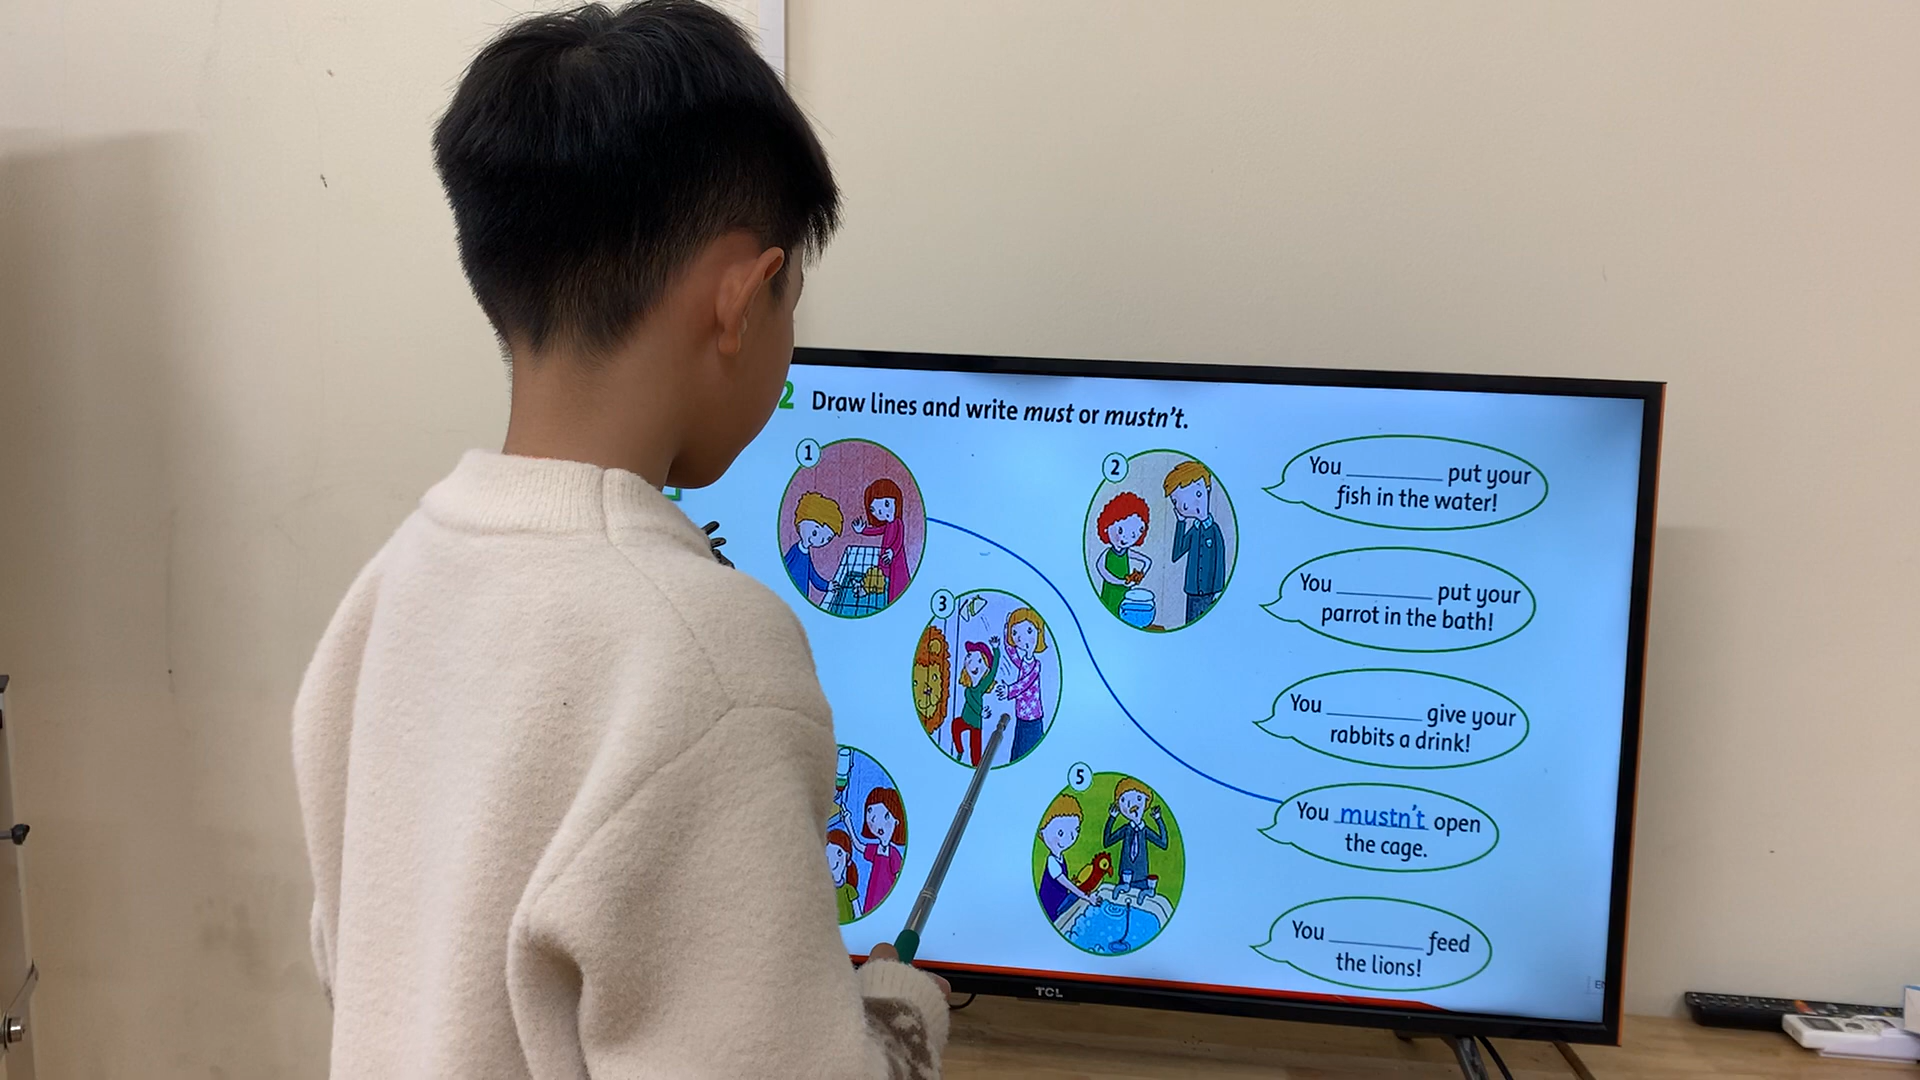 2 Draw lines and write must or mustn't.
1
2
3
5
You ________ put your
fish in the water!
You ________ put your
parrot in the bath!
You ________ give your
rabbits a drink!
You mustn't open
the cage.
You ________ feed
the lions!
TCL